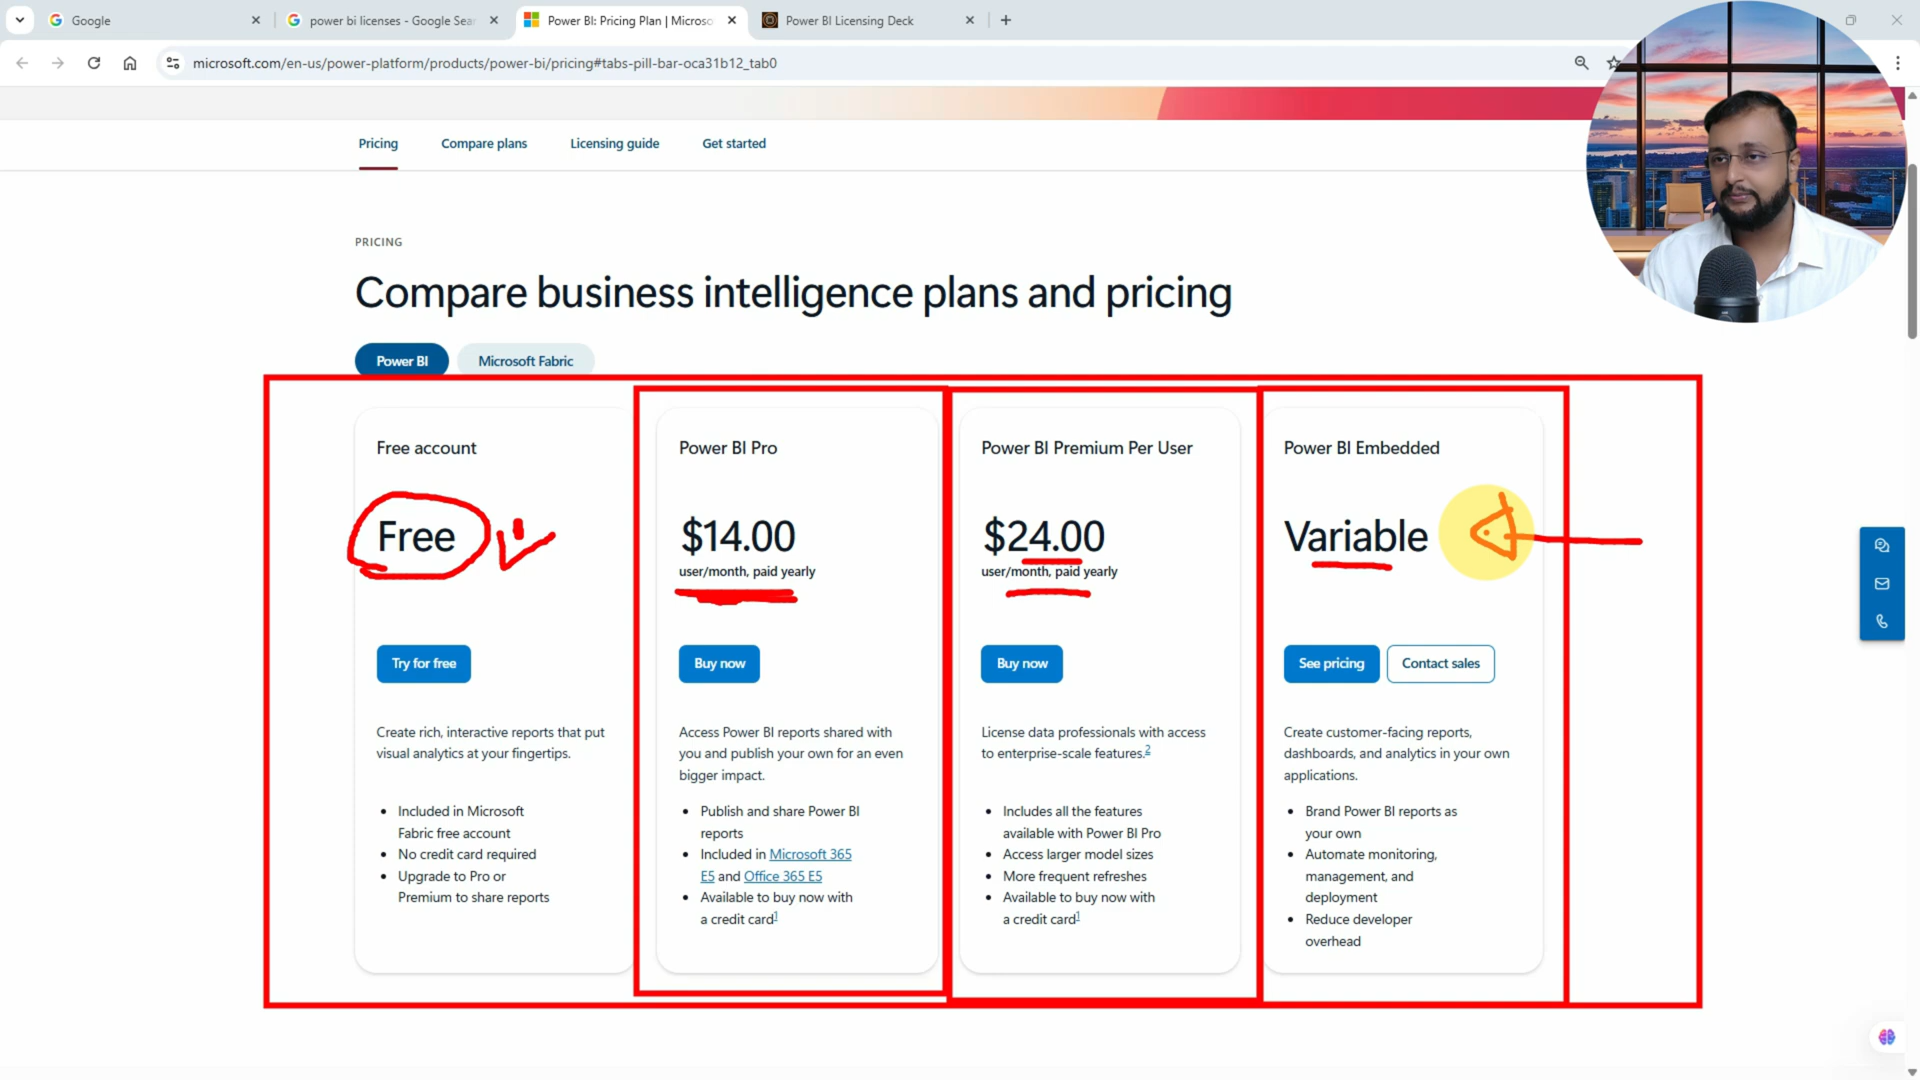 Google
power bi licenses - Google Sea
Power BI: Pricing Plan | Microso
Power BI Licensing Deck
microsoft.com/en-us/power-platform/products/power-bi/pricing#tabs-pill-bar-oca31b12_tab0
Pricing
Compare plans
Licensing guide
Get started
PRICING
Compare business intelligence plans and pricing
Power BI
Microsoft Fabric
Free account
Free
Try for free
Create rich, interactive reports that put
visual analytics at your fingertips.
• Included in Microsoft
Fabric free account
• No credit card required
• Upgrade to Pro or
Premium to share reports
Power BI Pro
$14.00
user/month, paid yearly
Buy now
Access Power BI reports shared with
you and publish your own for an even
bigger impact.
• Publish and share Power BI
reports
• Included in Microsoft 365
E5 and Office 365 E5
• Available to buy now with
a credit card1
Power BI Premium Per User
$24.00
user/month, paid yearly
Buy now
License data professionals with access
to enterprise-scale features.2
• Includes all the features
available with Power BI Pro
• Access larger model sizes
• More frequent refreshes
• Available to buy now with
a credit card1
Power BI Embedded
Variable
See pricing
Contact sales
Create customer-facing reports,
dashboards, and analytics in your own
applications.
• Brand Power BI reports as
your own
• Automate monitoring,
management, and
deployment
• Reduce developer
overhead